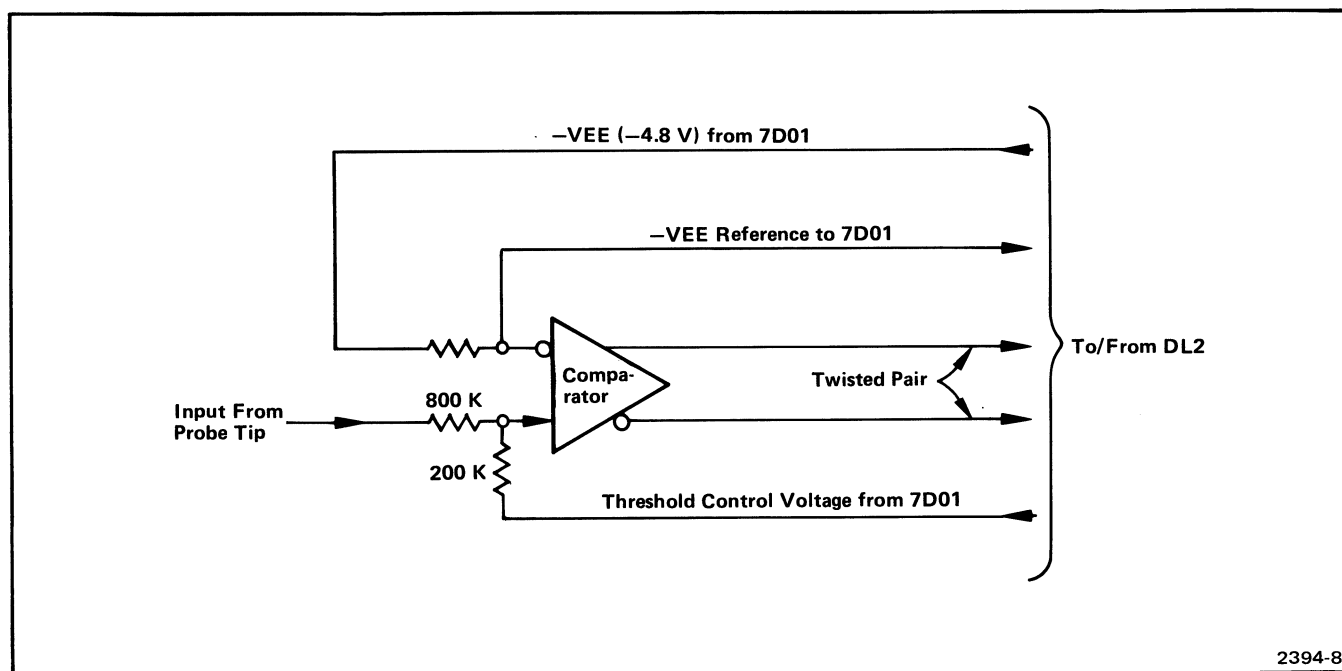 −VEE (−4.8 V) from 7D01
−VEE Reference to 7D01
Compa-
rator
Twisted Pair
To/From DL2
800 K
Input From
Probe Tip
200 K
Threshold Control Voltage from 7D01
2394-8